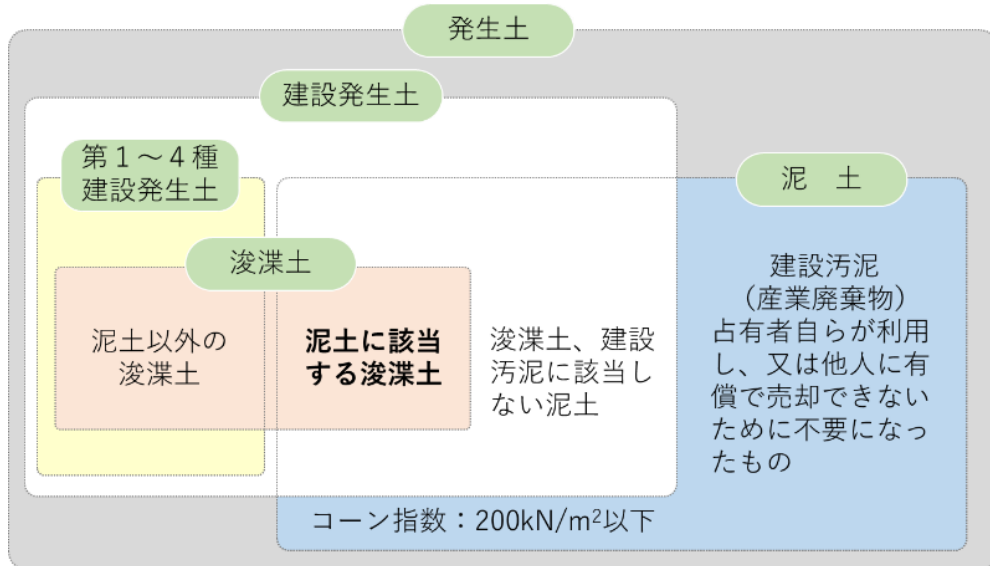 発生土
建設発生土
第１～４種
建設発生土
泥　土
浚渫土
泥土以外の
浚渫土
泥土に該当
する浚渫土
浚渫土、建設
汚泥に該当し
ない泥土
建設汚泥
（産業廃棄物）
占有者自らが利用
し、又は他人に有
償で売却できない
ために不要になっ
たもの
コーン指数：200kN/m²以下